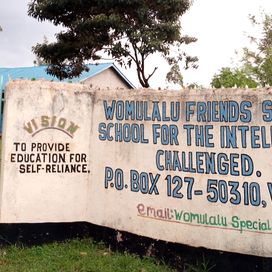 VISION
TO PROVIDE
EDUCATION FOR
SELF-RELIANCE.
WOMULALU FRIENDS
SCHOOL FOR THE
CHALLENGED.
P.O. BOX 127-50310,
email: Womulalu Special